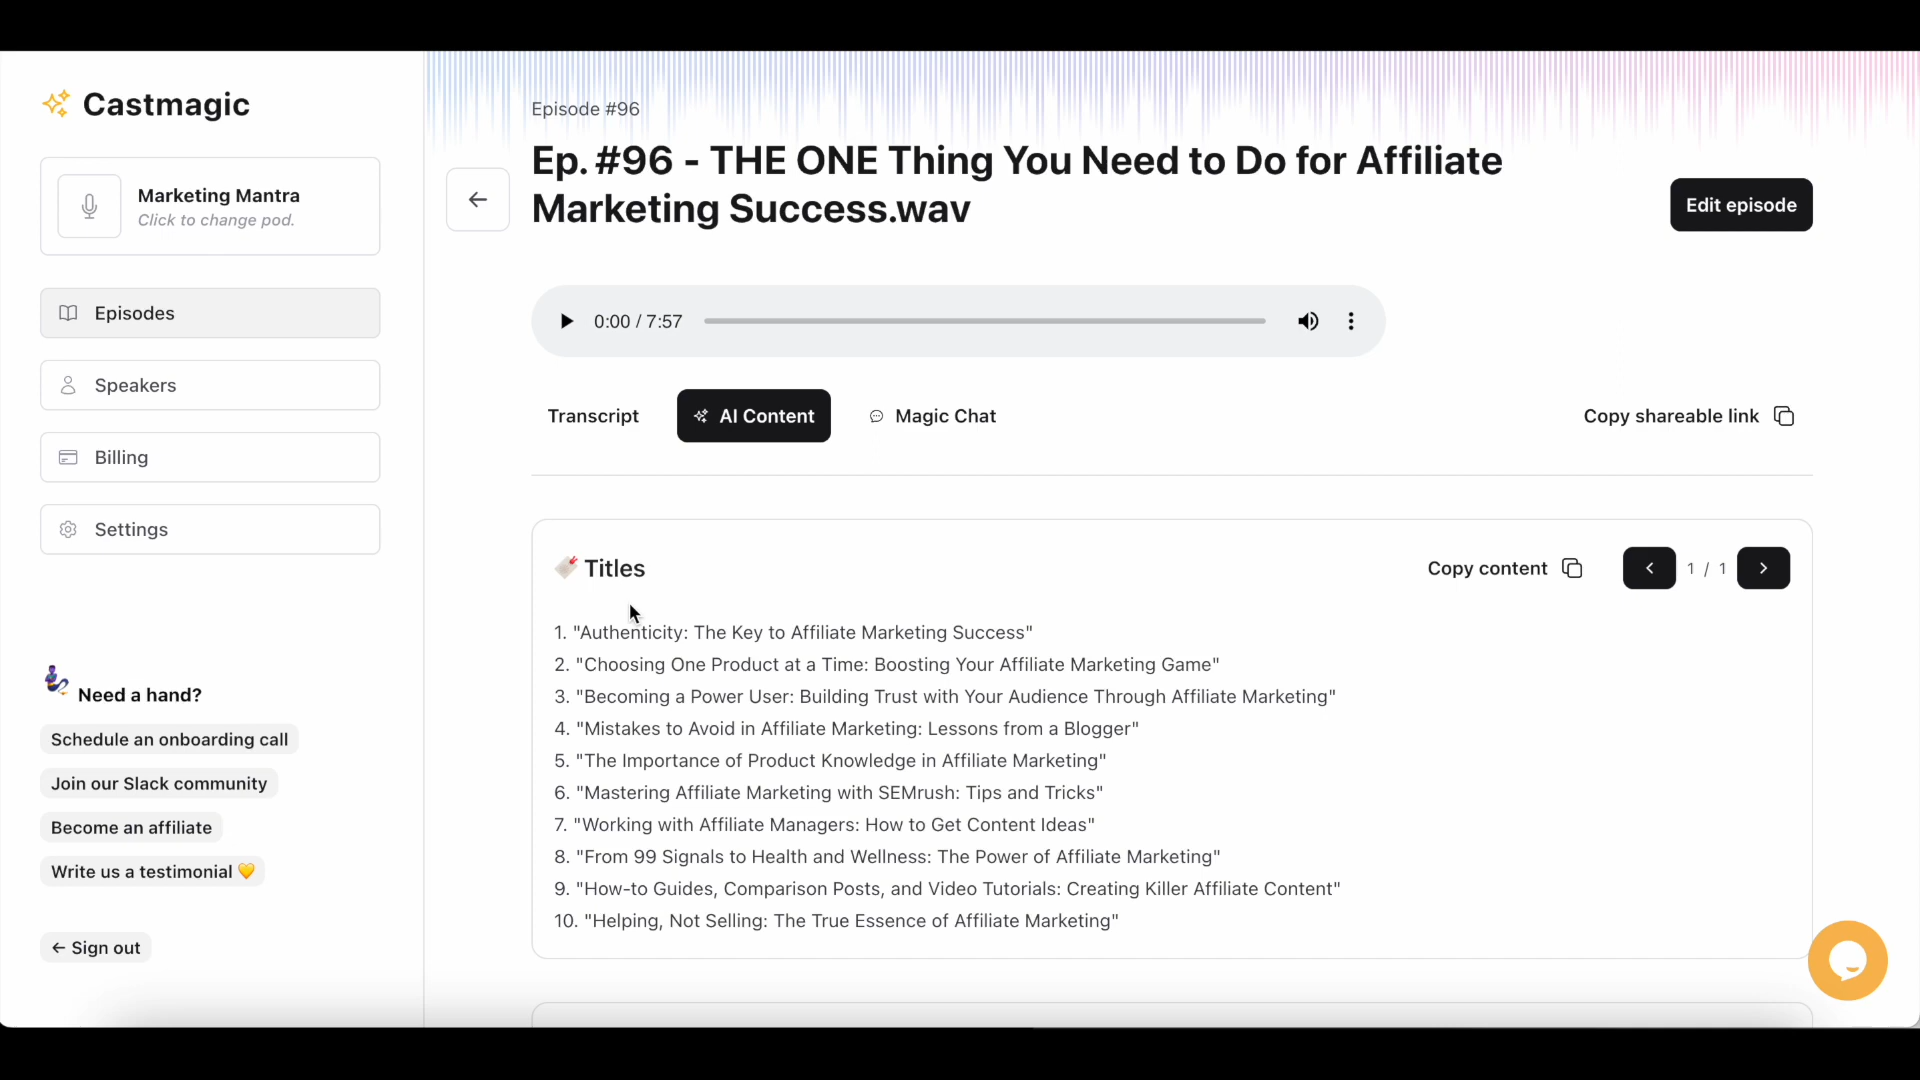 Castmagic
Marketing Mantra
Click to change pod.
Episodes
Speakers
Billing
Settings
Need a hand?
Schedule an onboarding call
Join our Slack community
Become an affiliate
Write us a testimonial 💛
← Sign out
Episode #96
Ep. #96 - THE ONE Thing You Need to Do for Affiliate
Marketing Success.wav
Edit episode
0:00 / 7:57
Transcript
AI Content
Magic Chat
Copy shareable link
Titles
Copy content
1 / 1
1. "Authenticity: The Key to Affiliate Marketing Success"
2. "Choosing One Product at a Time: Boosting Your Affiliate Marketing Game"
3. "Becoming a Power User: Building Trust with Your Audience Through Affiliate Marketing"
4. "Mistakes to Avoid in Affiliate Marketing: Lessons from a Blogger"
5. "The Importance of Product Knowledge in Affiliate Marketing"
6. "Mastering Affiliate Marketing with SEMrush: Tips and Tricks"
7. "Working with Affiliate Managers: How to Get Content Ideas"
8. "From 99 Signals to Health and Wellness: The Power of Affiliate Marketing"
9. "How-to Guides, Comparison Posts, and Video Tutorials: Creating Killer Affiliate Content"
10. "Helping, Not Selling: The True Essence of Affiliate Marketing"